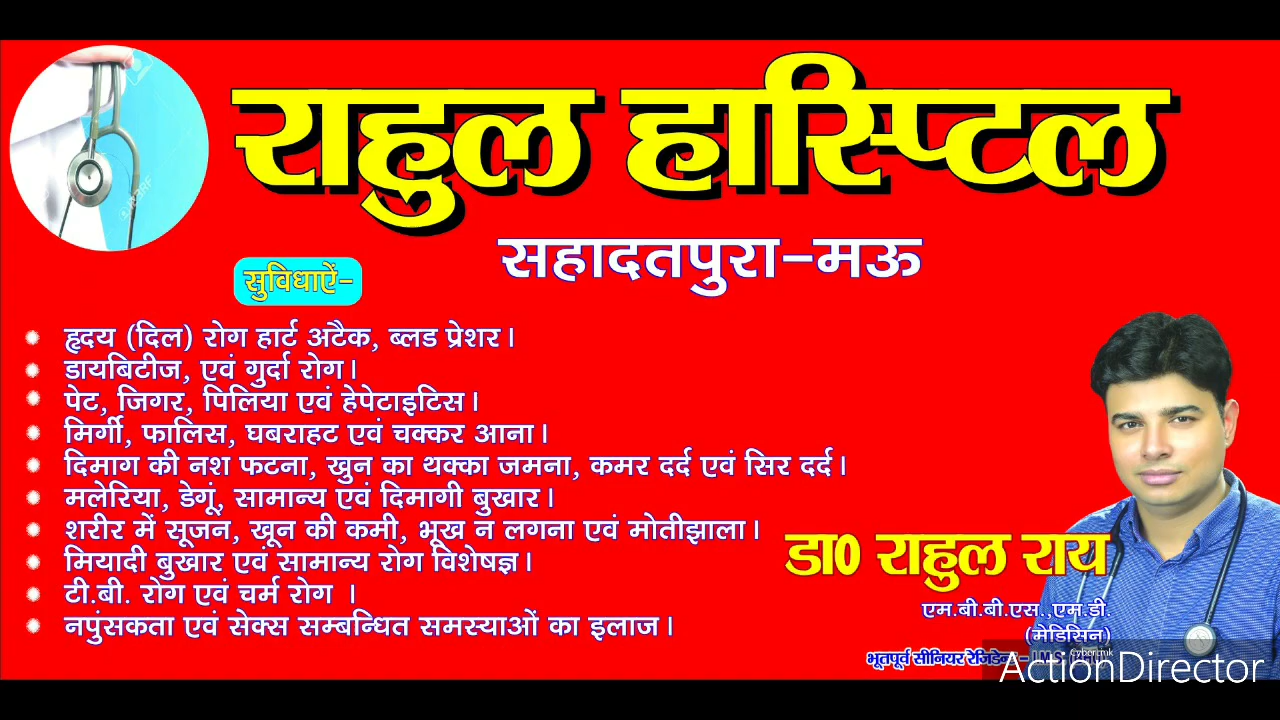 राहुल हास्पिटल
सहादतपुरा-मऊ
सुविधाऐं-
हृदय (दिल) रोग हार्ट अटैक, ब्लड प्रेशर।
डायबिटीज, एवं गुर्दा रोग।
पेट, जिगर, पिलिया एवं हेपेटाइटिस।
मिर्गी, फालिस, घबराहट एवं चक्कर आना।
दिमाग की नश फटना, खुन का थक्का जमना, कमर दर्द एवं सिर दर्द।
मलेरिया, डेगूं, सामान्य एवं दिमागी बुखार।
शरीर में सूजन, खून की कमी, भूख न लगना एवं मोतीझाला।
मियादी बुखार एवं सामान्य रोग विशेषज्ञ।
टी.बी. रोग एवं चर्म रोग ।
नपुंसकता एवं सेक्स सम्बन्धित समस्याओं का इलाज।
डा० राहुल राय
एम.बी.बी.एस., एम.डी.
(मेडिसिन)
भूतपूर्व सीनियर
CyberLink
ActionDirector